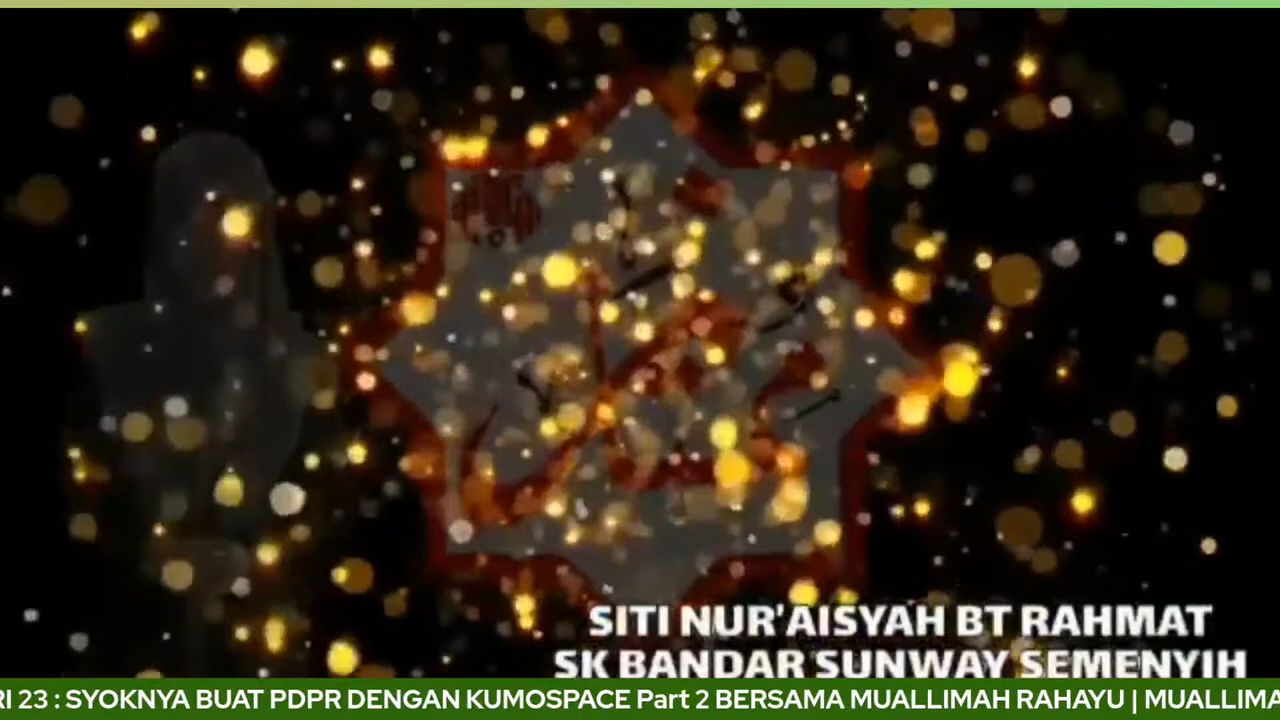 SITI NUR'AISYAH BT RAHMAT
SK BANDAR SUNWAY SEMENYIH
RI 23 : SYOKNYA BUAT PDPR DENGAN KUMOSPACE Part 2 BERSAMA MUALLIMAH RAHAYU | MUALLIMA